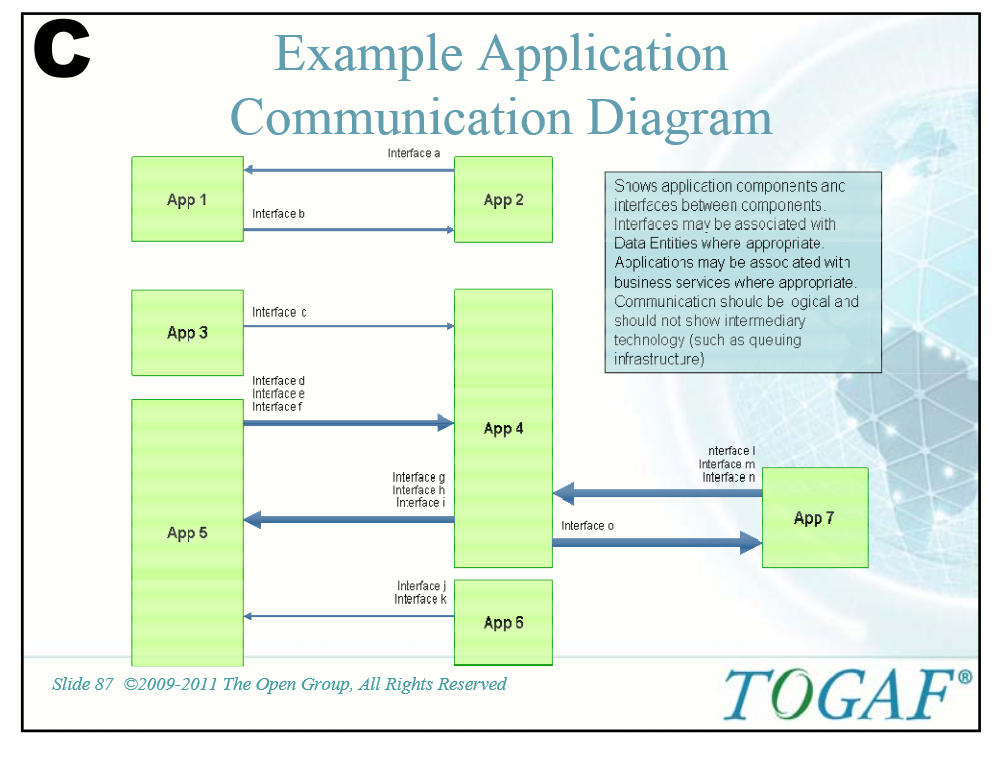 C
Example Application
Communication Diagram
Interface a
App 1
App 2
Interface b
Shows application components and
interfaces between components.
Interfaces may be associated with
Data Entities where appropriate.
Applications may be associated with
business services where appropriate.
Communication should be logical and
should not show intermediary
technology (such as queuing
infrastructure)
App 3
Interface c
Interface d
Interface e
Interface f
App 4
Interface g
Interface h
Interface i
App 5
Interface l
Interface m
Interface n
App 7
Interface o
Interface j
Interface k
App 6
Slide 87 ©2009-2011 The Open Group, All Rights Reserved
TOGAF®